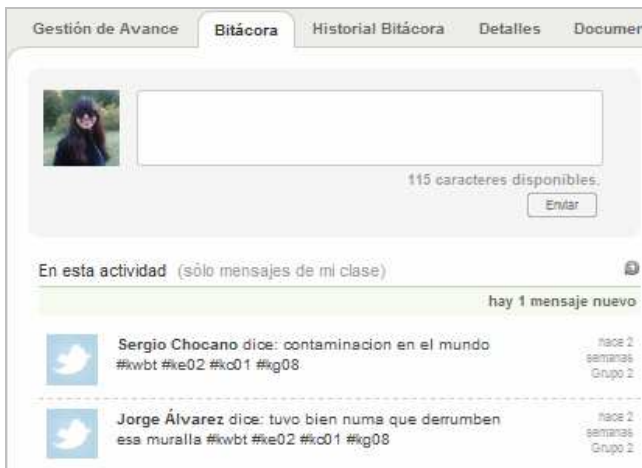 Gestión de Avance Bitácora Historial Bitácora Detalles Documen
115 caracteres disponibles.
Enviar
En esta actividad (sólo mensajes de mi clase)
hay 1 mensaje nuevo
Sergio Chocano dice: contaminacion en el mundo
#kwbt #ke02 #kc01 #kg08
hace 2
semanas
Grupo 2
Jorge Álvarez dice: tuvo bien numa que derrumben
esa muralla #kwbt #ke02 #kc01 #kg08
hace 2
semanas
Grupo 2